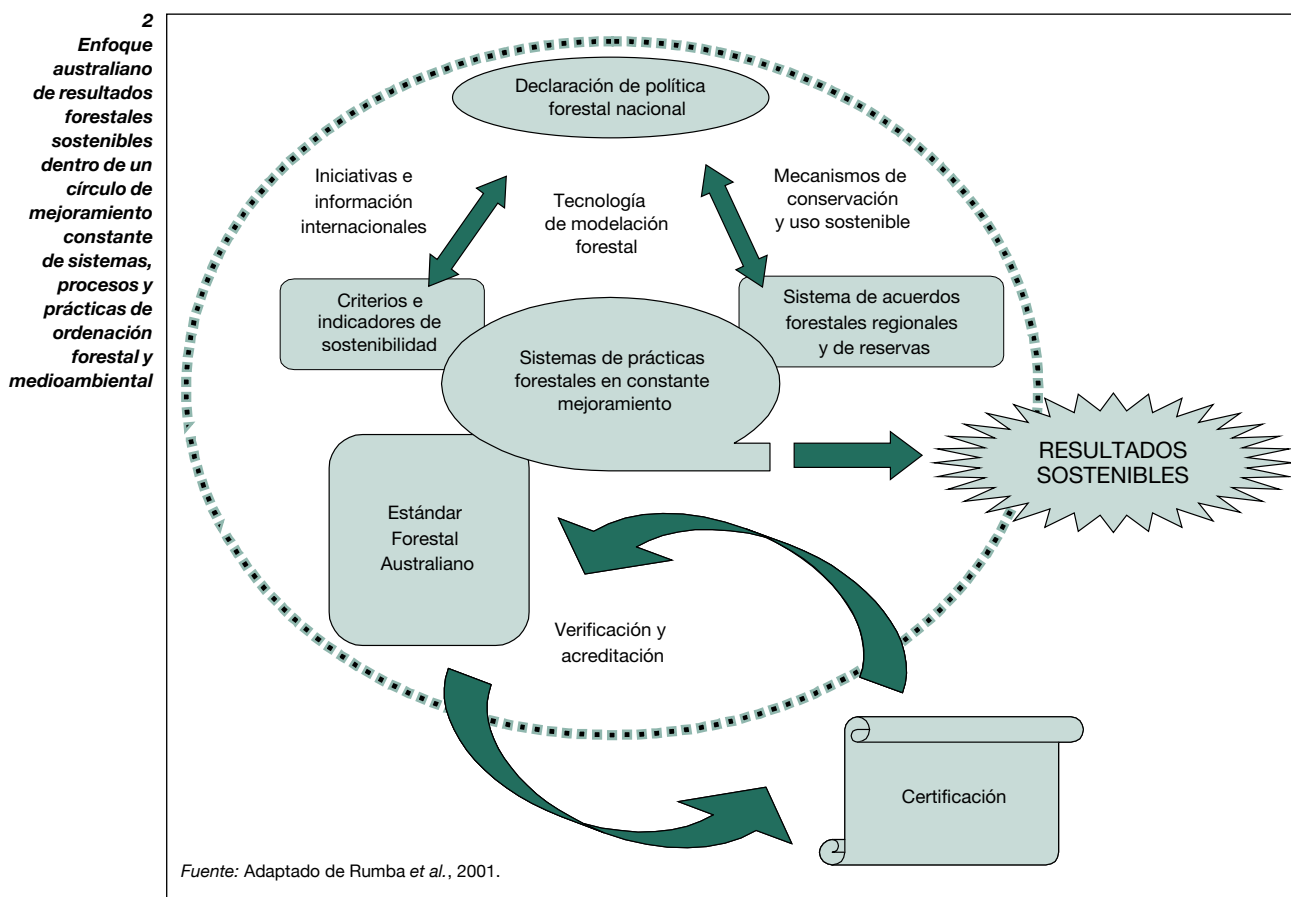 2
Enfoque
australiano
de resultados
forestales
sostenibles
dentro de un
círculo de
mejoramiento
constante
de sistemas,
procesos y
prácticas de
ordenación
forestal y
medioambiental
Declaración de política
forestal nacional
Iniciativas e
información
internacionales
Tecnología
de modelación
forestal
Mecanismos de
conservación
y uso sostenible
Criterios e
indicadores de
sostenibilidad
Sistema de acuerdos
forestales regionales
y de reservas
Sistemas de prácticas
forestales en constante
mejoramiento
RESULTADOS
SOSTENIBLES
Estándar
Forestal
Australiano
Verificación y
acreditación
Certificación
Fuente: Adaptado de Rumba et al., 2001.